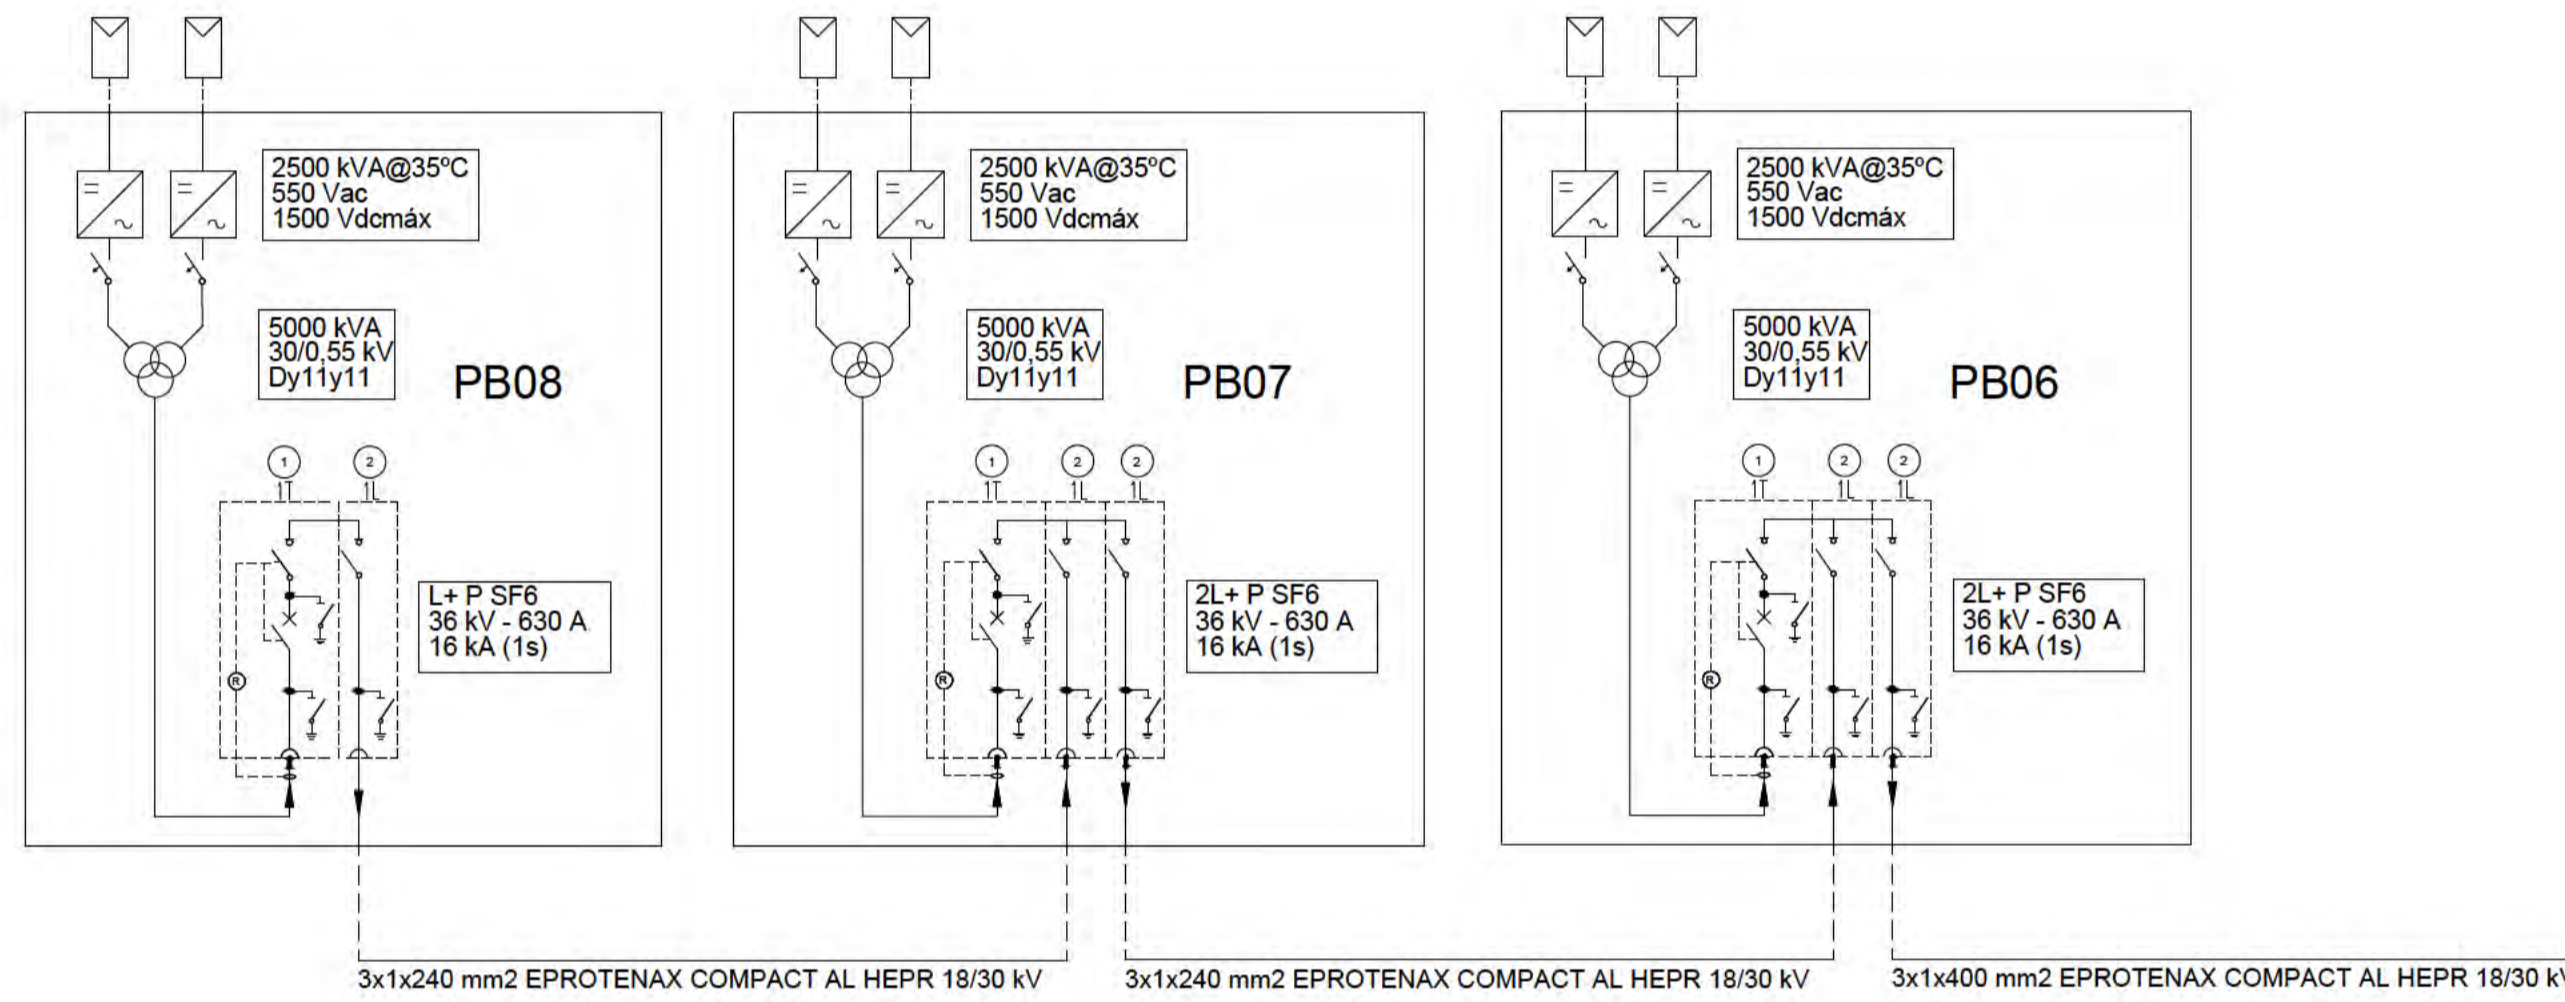 2500 kVA@35ºC
550 Vac
1500 Vdcmáx
5000 kVA
30/0,55 kV
Dy11y11
PB08
1
2
L+ P SF6
36 kV - 630 A
16 kA (1s)
R
2500 kVA@35ºC
550 Vac
1500 Vdcmáx
5000 kVA
30/0,55 kV
Dy11y11
PB07
1
2
2
2L+ P SF6
36 kV - 630 A
16 kA (1s)
R
2500 kVA@35ºC
550 Vac
1500 Vdcmáx
5000 kVA
30/0,55 kV
Dy11y11
PB06
1
2
2
2L+ P SF6
36 kV - 630 A
16 kA (1s)
R
3x1x240 mm2 EPROTENAX COMPACT AL HEPR 18/30 kV
3x1x240 mm2 EPROTENAX COMPACT AL HEPR 18/30 kV
3x1x400 mm2 EPROTENAX COMPACT AL HEPR 18/30 kV